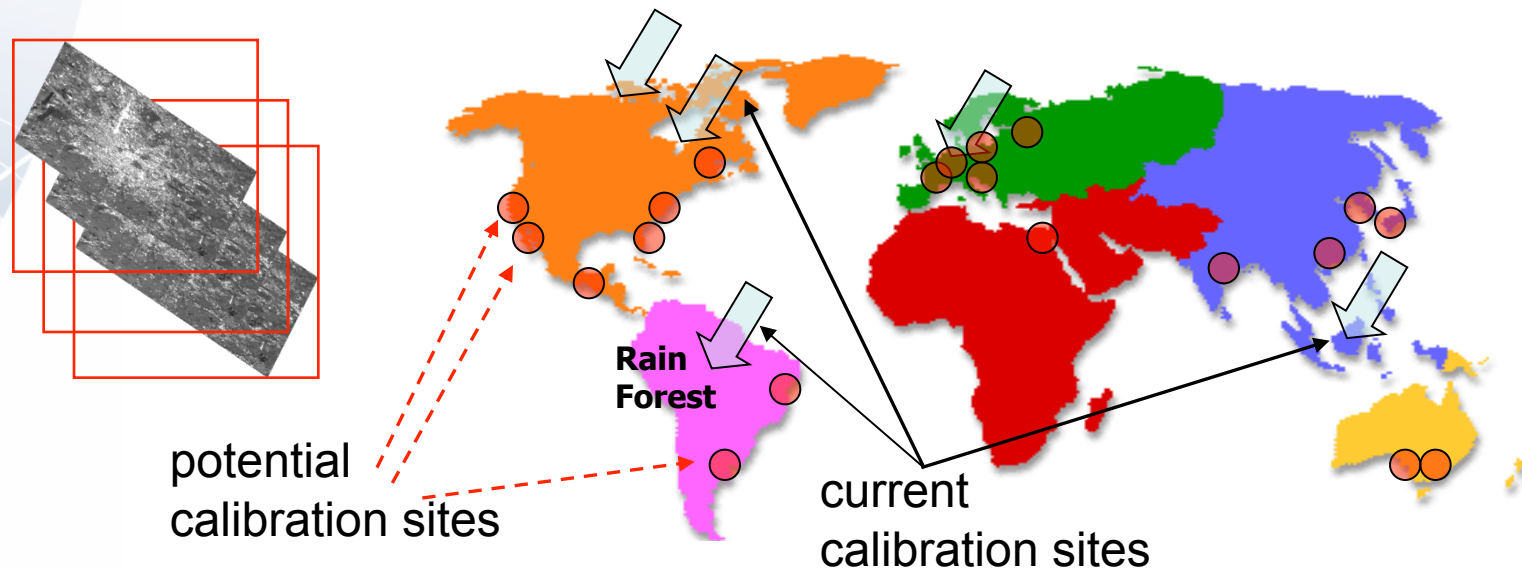 Rain
Forest
potential
calibration sites
current
calibration sites